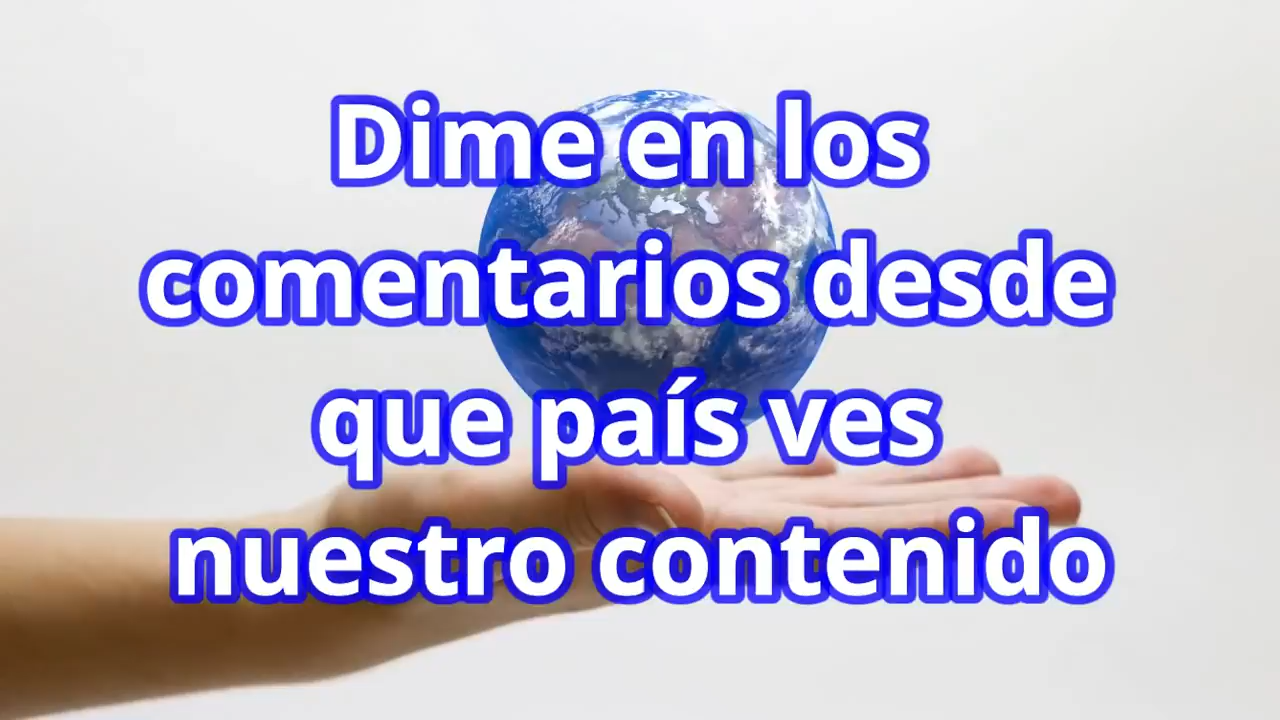 Dime en los
comentarios desde
que país ves
nuestro contenido